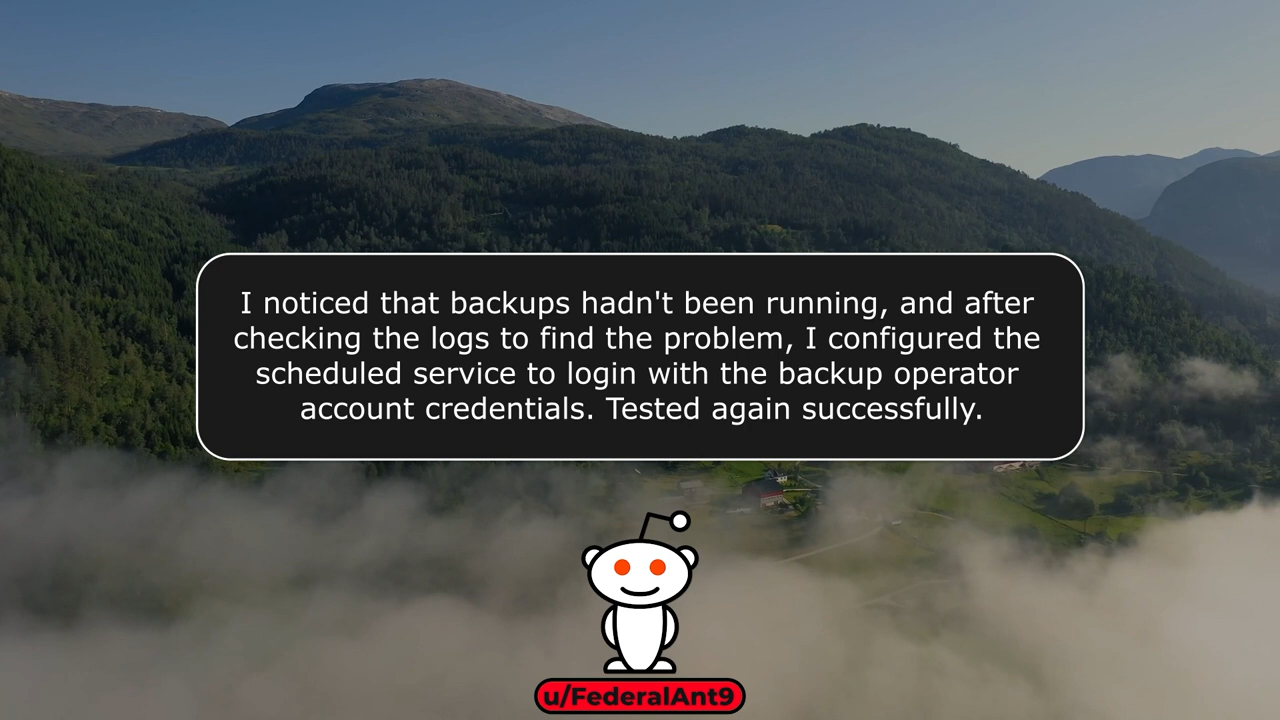 I noticed that backups hadn't been running, and after
checking the logs to find the problem, I configured the
scheduled service to login with the backup operator
account credentials. Tested again successfully.
u/FederalAnt9